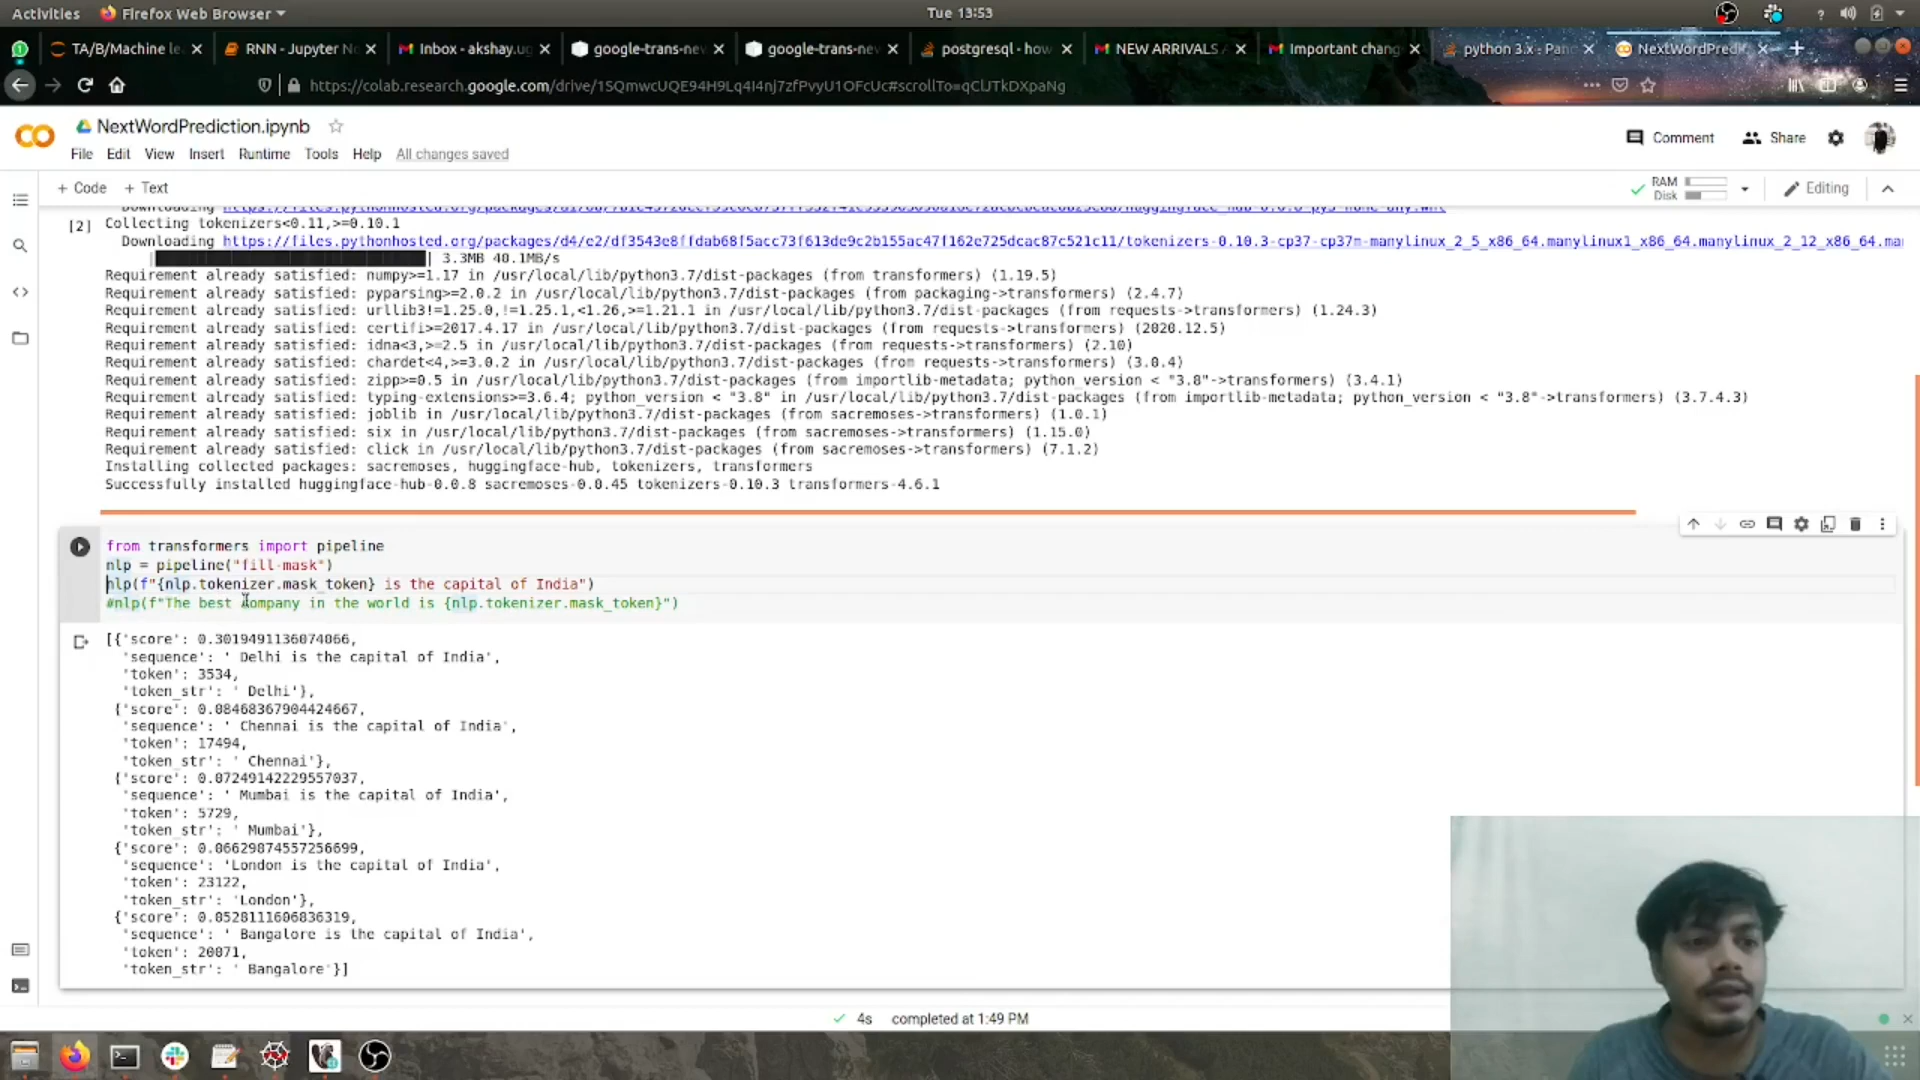 Activities Firefox Web Browser Tue 13:53
TA/B/Machine le RNN - Jupyter No Inbox - akshay.ug google-trans-new google-trans-new postgresql - how NEW ARRIVALS Important chang python 3.x - Pand NextWordPredic
https://colab.research.google.com/drive/1SQmwcUQE94H9Lq4I4nj7zfPvyU1OFcUc#scrollTo=qClJTkDXpaNg
NextWordPrediction.ipynb
Comment Share
File Edit View Insert Runtime Tools Help All changes saved
+ Code + Text
RAM
Disk
Editing
[2] Collecting tokenizers<0.11,>=0.10.1
Downloading https://files.pythonhosted.org/packages/d4/e2/df3543e8ffdab68f5acc73f613de9c2b155ac47f162e725dcac87c521c11/tokenizers-0.10.3-cp37-cp37m-manylinux_2_5_x86_64.manylinux1_x86_64.manylinux_2_12_x86_64.ma
| 3.3MB 40.1MB/s
Requirement already satisfied: numpy>=1.17 in /usr/local/lib/python3.7/dist-packages (from transformers) (1.19.5)
Requirement already satisfied: pyparsing>=2.0.2 in /usr/local/lib/python3.7/dist-packages (from packaging->transformers) (2.4.7)
Requirement already satisfied: urllib3!=1.25.0,!=1.25.1,<1.26,>=1.21.1 in /usr/local/lib/python3.7/dist-packages (from requests->transformers) (1.24.3)
Requirement already satisfied: certifi>=2017.4.17 in /usr/local/lib/python3.7/dist-packages (from requests->transformers) (2020.12.5)
Requirement already satisfied: idna<3,>=2.5 in /usr/local/lib/python3.7/dist-packages (from requests->transformers) (2.10)
Requirement already satisfied: chardet<4,>=3.0.2 in /usr/local/lib/python3.7/dist-packages (from requests->transformers) (3.0.4)
Requirement already satisfied: zipp>=0.5 in /usr/local/lib/python3.7/dist-packages (from importlib-metadata; python_version < "3.8"->transformers) (3.4.1)
Requirement already satisfied: typing-extensions>=3.6.4; python_version < "3.8" in /usr/local/lib/python3.7/dist-packages (from importlib-metadata; python_version < "3.8"->transformers) (3.7.4.3)
Requirement already satisfied: joblib in /usr/local/lib/python3.7/dist-packages (from sacremoses->transformers) (1.0.1)
Requirement already satisfied: six in /usr/local/lib/python3.7/dist-packages (from sacremoses->transformers) (1.15.0)
Requirement already satisfied: click in /usr/local/lib/python3.7/dist-packages (from sacremoses->transformers) (7.1.2)
Installing collected packages: sacremoses, huggingface-hub, tokenizers, transformers
Successfully installed huggingface-hub-0.0.8 sacremoses-0.0.45 tokenizers-0.10.3 transformers-4.6.1
from transformers import pipeline
nlp = pipeline("fill-mask")
nlp(f"{nlp.tokenizer.mask_token} is the capital of India")
#nlp(f"The best company in the world is {nlp.tokenizer.mask_token}")
[{'score': 0.3019491136074066,
'sequence': ' Delhi is the capital of India',
'token': 3534,
'token_str': ' Delhi'},
{'score': 0.08468367904424667,
'sequence': ' Chennai is the capital of India',
'token': 17494,
'token_str': ' Chennai'},
{'score': 0.07249142229557037,
'sequence': ' Mumbai is the capital of India',
'token': 5729,
'token_str': ' Mumbai'},
{'score': 0.06629874557256699,
'sequence': 'London is the capital of India',
'token': 23122,
'token_str': 'London'},
{'score': 0.0528111606836319,
'sequence': ' Bangalore is the capital of India',
'token': 20071,
'token_str': ' Bangalore'}]
4s completed at 1:49 PM